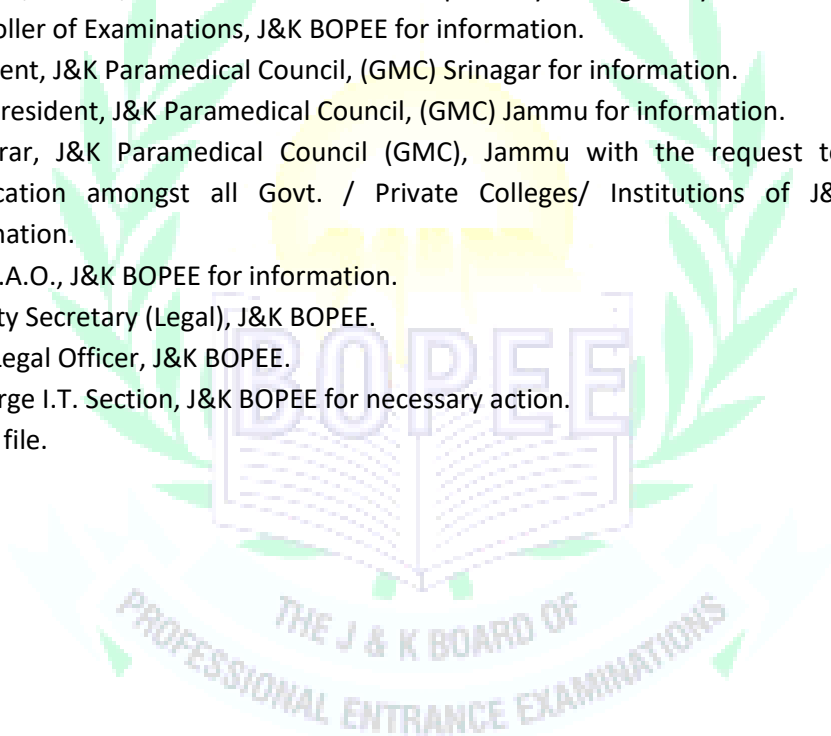 oller of Examinations, J&K BOPEE for information.
ent, J&K Paramedical Council, (GMC) Srinagar for information.
resident, J&K Paramedical Council, (GMC) Jammu for information.
rar, J&K Paramedical Council (GMC), Jammu with the request t
cation amongst all Govt. / Private Colleges/ Institutions of J&
nation.
.A.O., J&K BOPEE for information.
ty Secretary (Legal), J&K BOPEE.
Legal Officer, J&K BOPEE.
rge I.T. Section, J&K BOPEE for necessary action.
file.
BOPEE
THE J & K BOARD OF
PROFESSIONAL ENTRANCE EXAMINATIONS